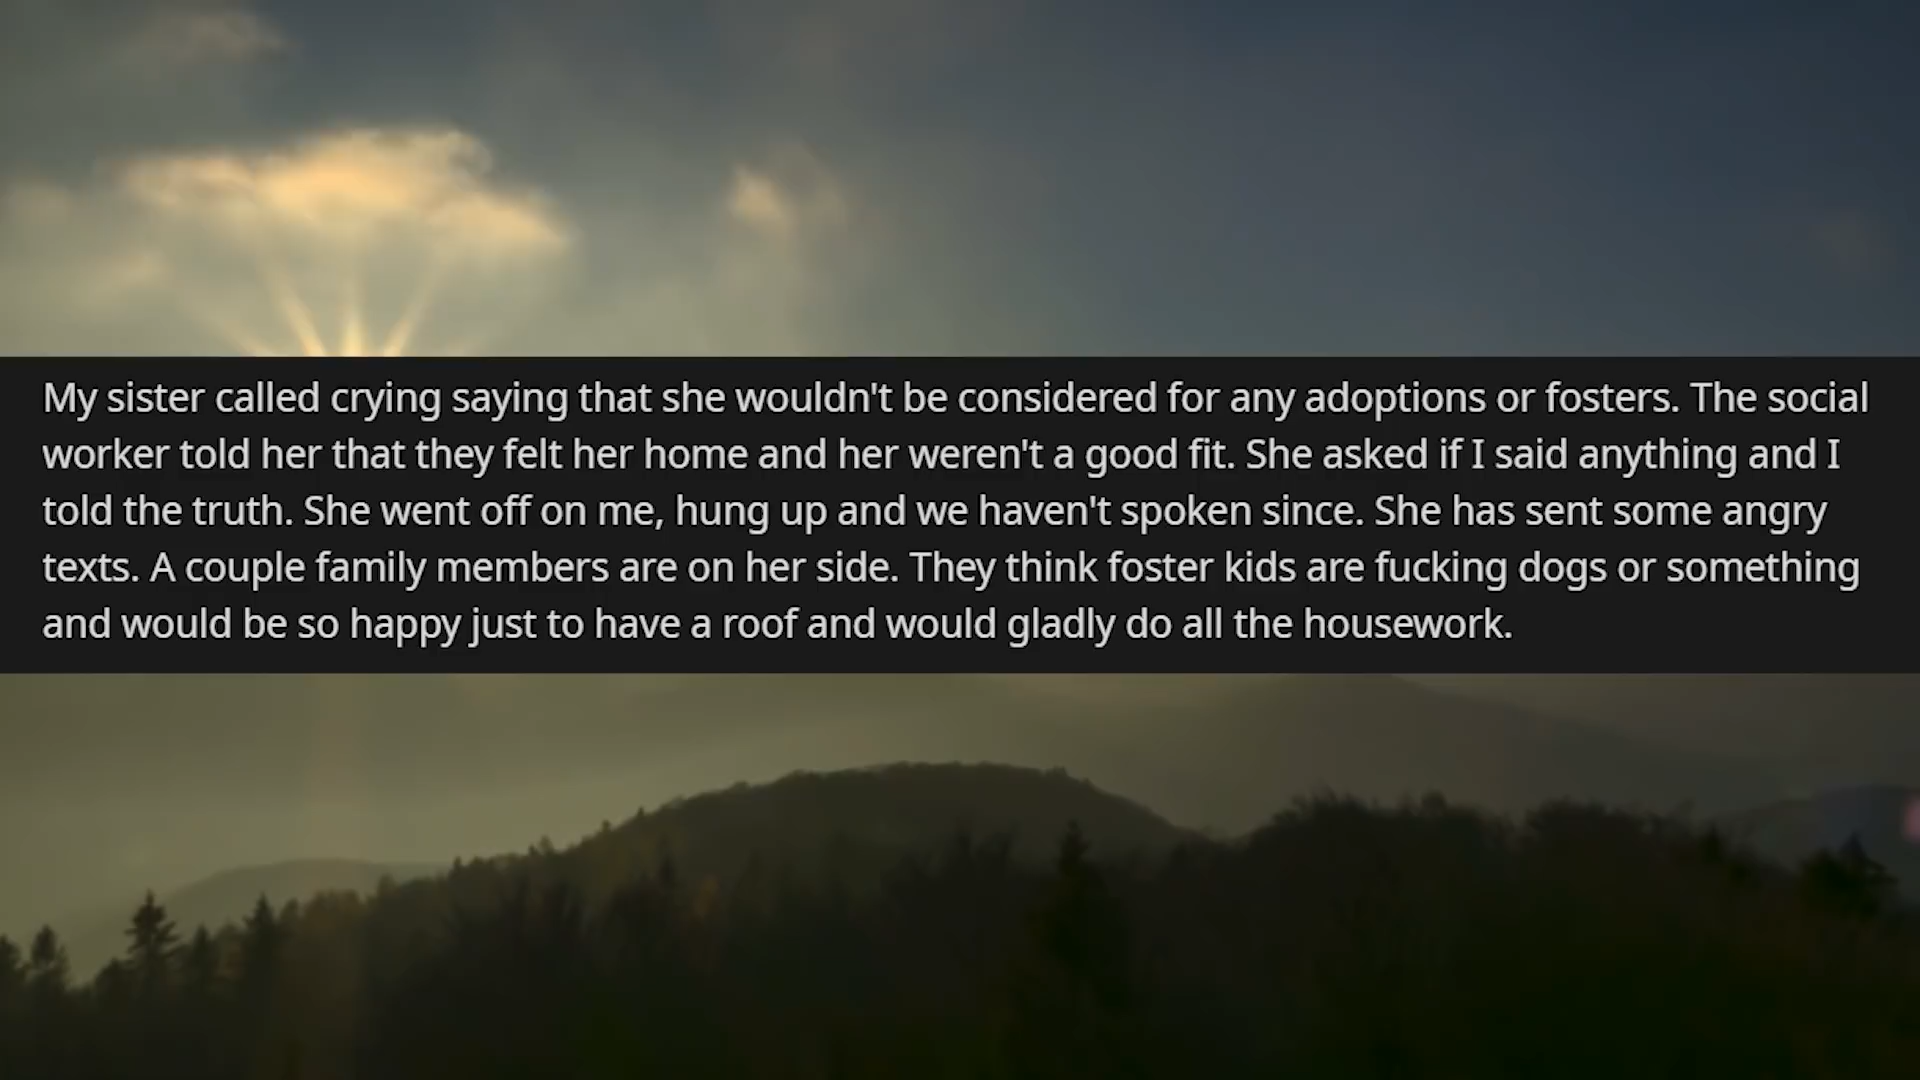 My sister called crying saying that she wouldn't be considered for any adoptions or fosters. The social
worker told her that they felt her home and her weren't a good fit. She asked if I said anything and I
told the truth. She went off on me, hung up and we haven't spoken since. She has sent some angry
texts. A couple family members are on her side. They think foster kids are fucking dogs or something
and would be so happy just to have a roof and would gladly do all the housework.